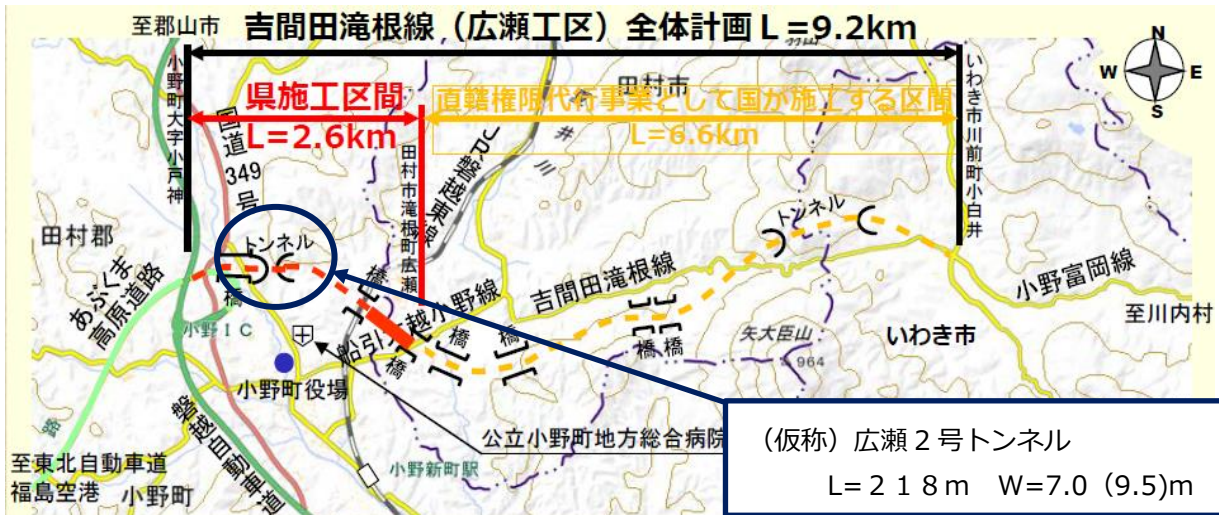 至郡山市
吉間田滝根線（広瀬工区）全体計画L＝9.2km
N
W
E
S
県施工区間
L=2.6km
直轄権限代行事業として国が施工する区間
L=6.6km
田村市
小野町大字小戸神
国道
349
号
田村市滝根町広瀬
JR磐越東線
いわき市川前町小白井
田村郡
トンネル
トンネル
橋
橋
橋
橋
橋
橋
橋
あぶくま
高原道路
小野IC
船引大越小野線
吉間田滝根線
小野富岡線
至川内村
矢大臣山
964
いわき市
小野町役場
公立小野町地方総合病院
小野新町駅
磐越自動車道
路
至東北自動車道
福島空港
小野町
（仮称）広瀬２号トンネル
L=２１８m W=7.0（9.5)m